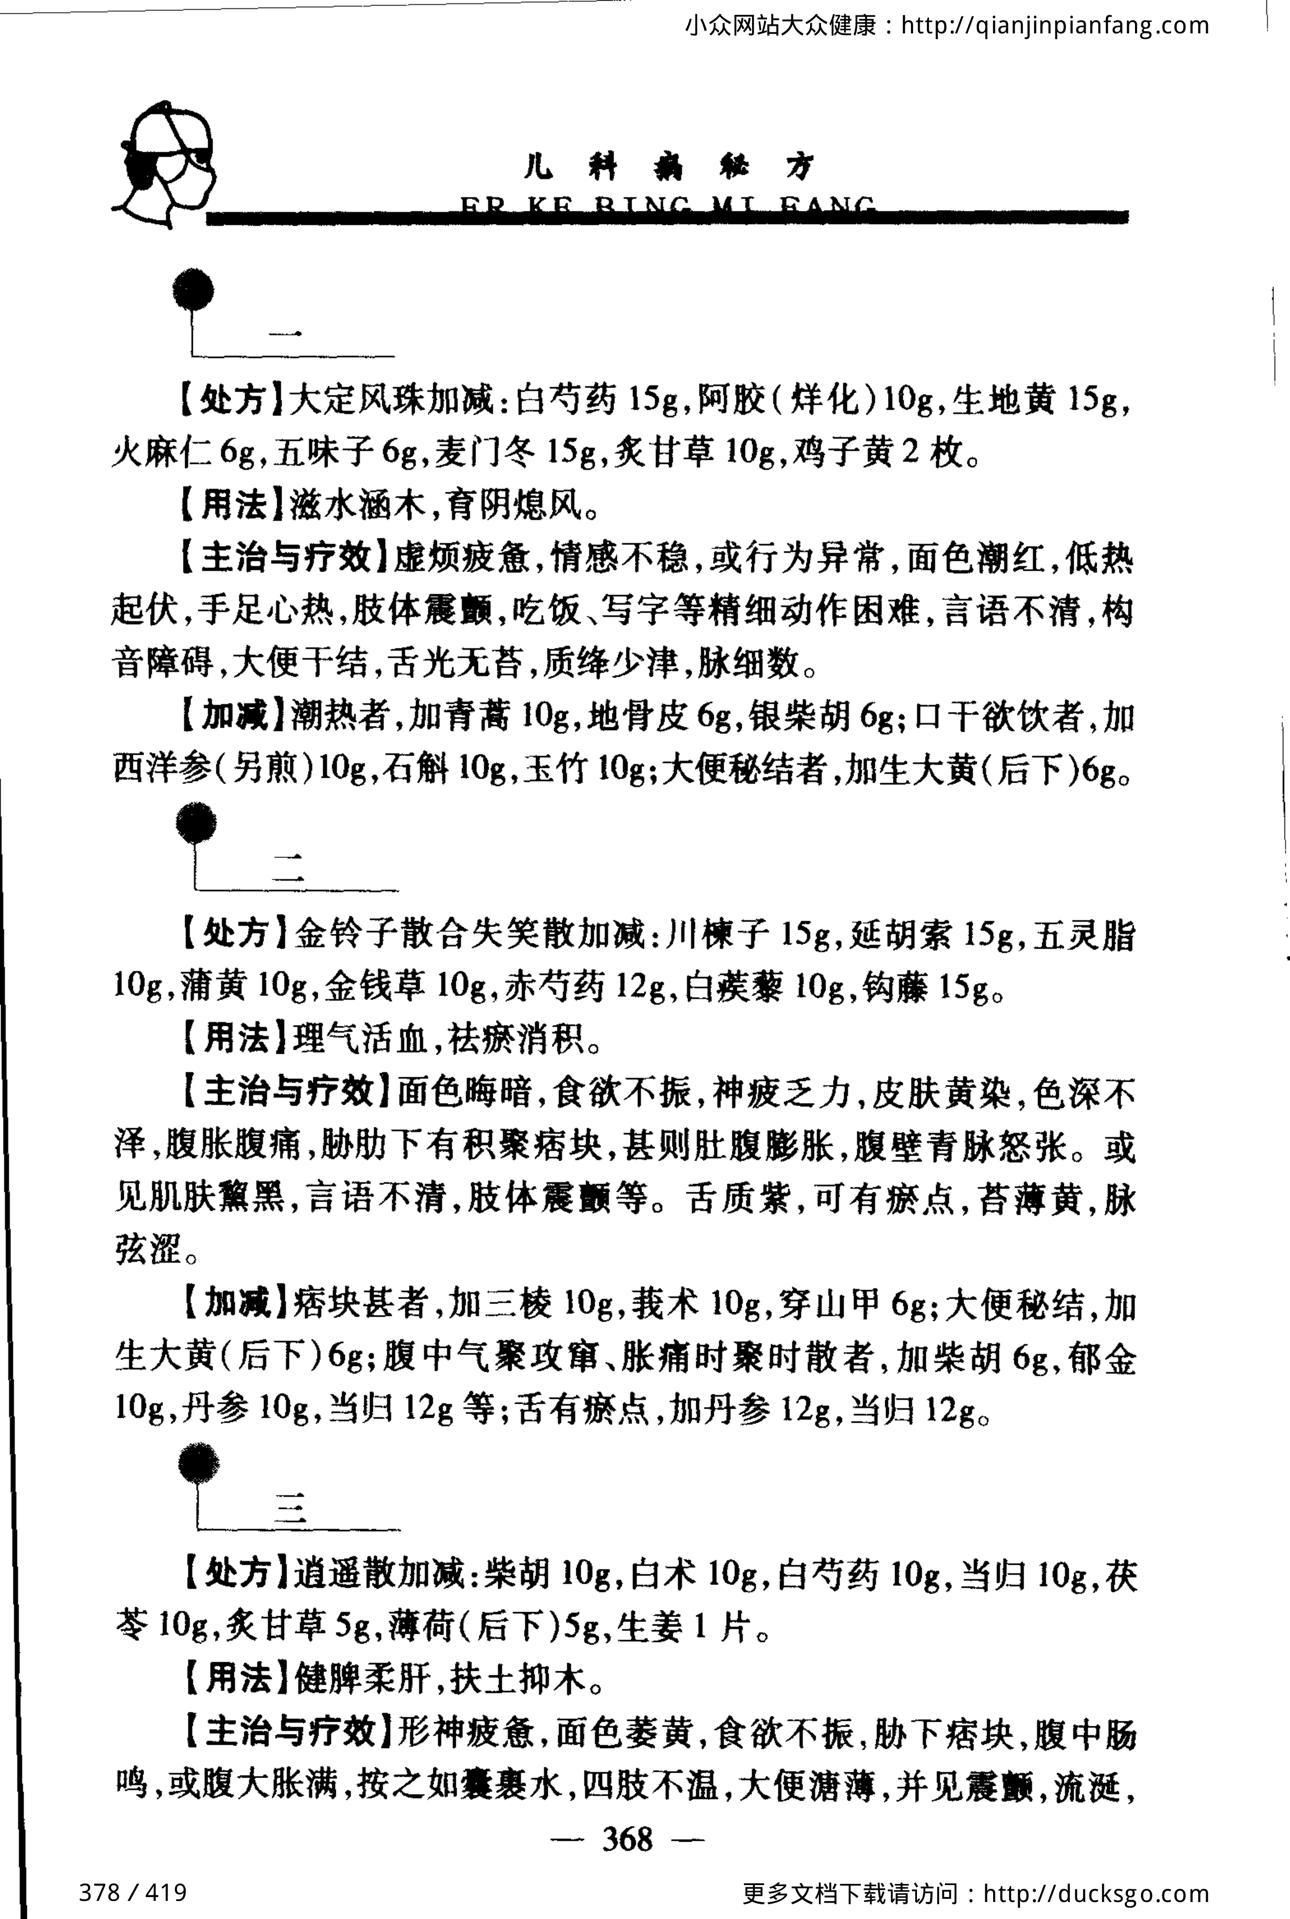 小众网站大众健康：http://qianjinpianfang.com
儿科病秘方
ER KE BING MI FANG
一
【处方】大定风珠加减：白芍药 15g，阿胶（烊化）10g，生地黄 15g，
火麻仁 6g，五味子 6g，麦门冬 15g，炙甘草 10g，鸡子黄 2 枚。
【用法】滋水涵木，育阴熄风。
【主治与疗效】虚烦疲惫，情感不稳，或行为异常，面色潮红，低热
起伏，手足心热，肢体震颤，吃饭、写字等精细动作困难，言语不清，构
音障碍，大便干结，舌光无苔，质绛少津，脉细数。
【加减】潮热者，加青蒿 10g，地骨皮 6g，银柴胡 6g；口干欲饮者，加
西洋参（另煎）10g，石斛 10g，玉竹 10g；大便秘结者，加生大黄（后下）6g。
二
【处方】金铃子散合失笑散加减：川楝子 15g，延胡索 15g，五灵脂
10g，蒲黄 10g，金钱草 10g，赤芍药 12g，白蒺藜 10g，钩藤 15g。
【用法】理气活血，祛瘀消积。
【主治与疗效】面色晦暗，食欲不振，神疲乏力，皮肤黄染，色深不
泽，腹胀腹痛，胁肋下有积聚痞块，甚则肚腹膨胀，腹壁青脉怒张。或
见肌肤黧黑，言语不清，肢体震颤等。舌质紫，可有瘀点，苔薄黄，脉
弦涩。
【加减】痞块甚者，加三棱 10g，莪术 10g，穿山甲 6g；大便秘结，加
生大黄（后下）6g；腹中气聚攻窜、胀痛时聚时散者，加柴胡 6g，郁金
10g，丹参 10g，当归 12g 等；舌有瘀点，加丹参 12g，当归 12g。
三
【处方】逍遥散加减：柴胡 10g，白术 10g，白芍药 10g，当归 10g，茯
苓 10g，炙甘草 5g，薄荷（后下）5g，生姜 1 片。
【用法】健脾柔肝，扶土抑木。
【主治与疗效】形神疲惫，面色萎黄，食欲不振，胁下痞块，腹中肠
鸣，或腹大胀满，按之如囊裹水，四肢不温，大便溏薄，并见震颤，流涎，
— 368 —
378 / 419
更多文档下载请访问：http://ducksgo.com